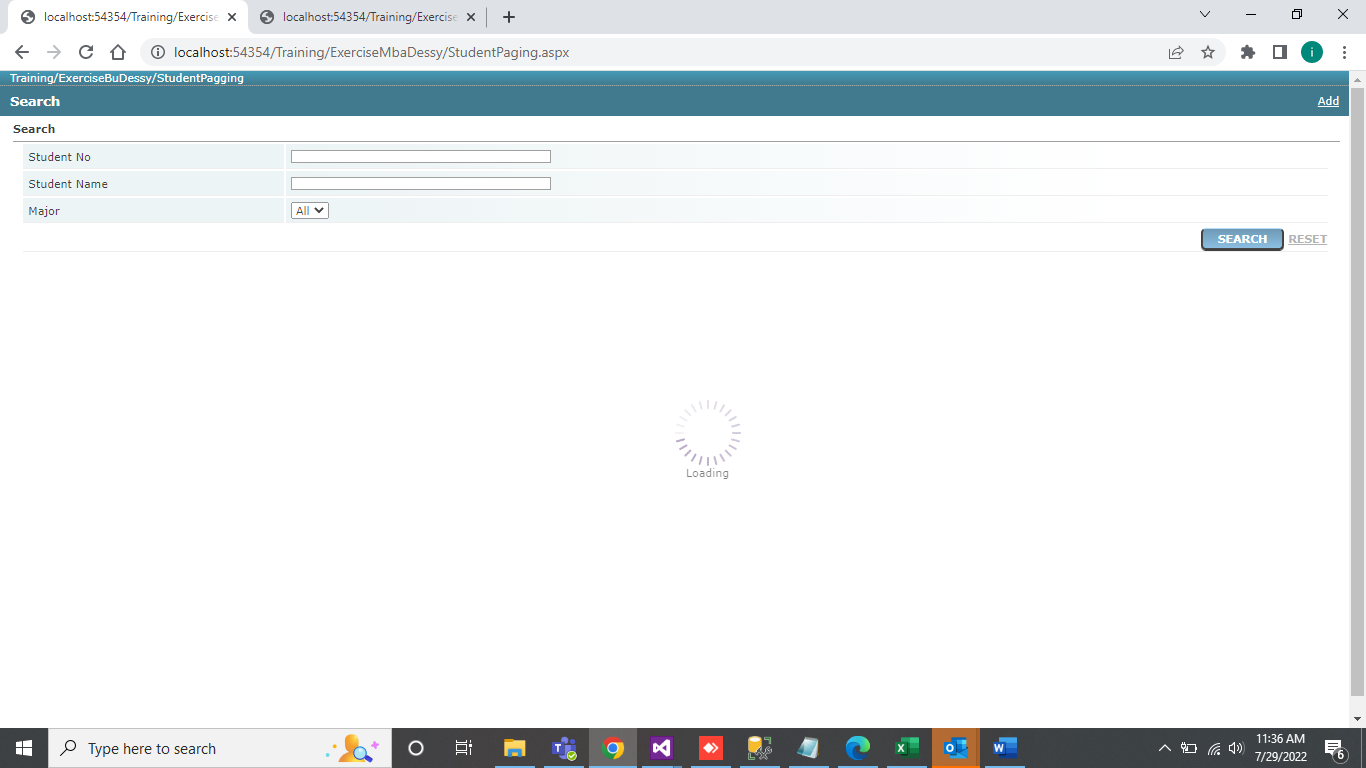 localhost:54354/Training/Exercise
localhost:54354/Training/Exercise
localhost:54354/Training/ExerciseMbaDessy/StudentPaging.aspx
i
Training/ExerciseBuDessy/StudentPagging
Search
Add
Search
Student No
Student Name
Major
All
SEARCH
RESET
Loading
Type here to search
11:36 AM
7/29/2022
6